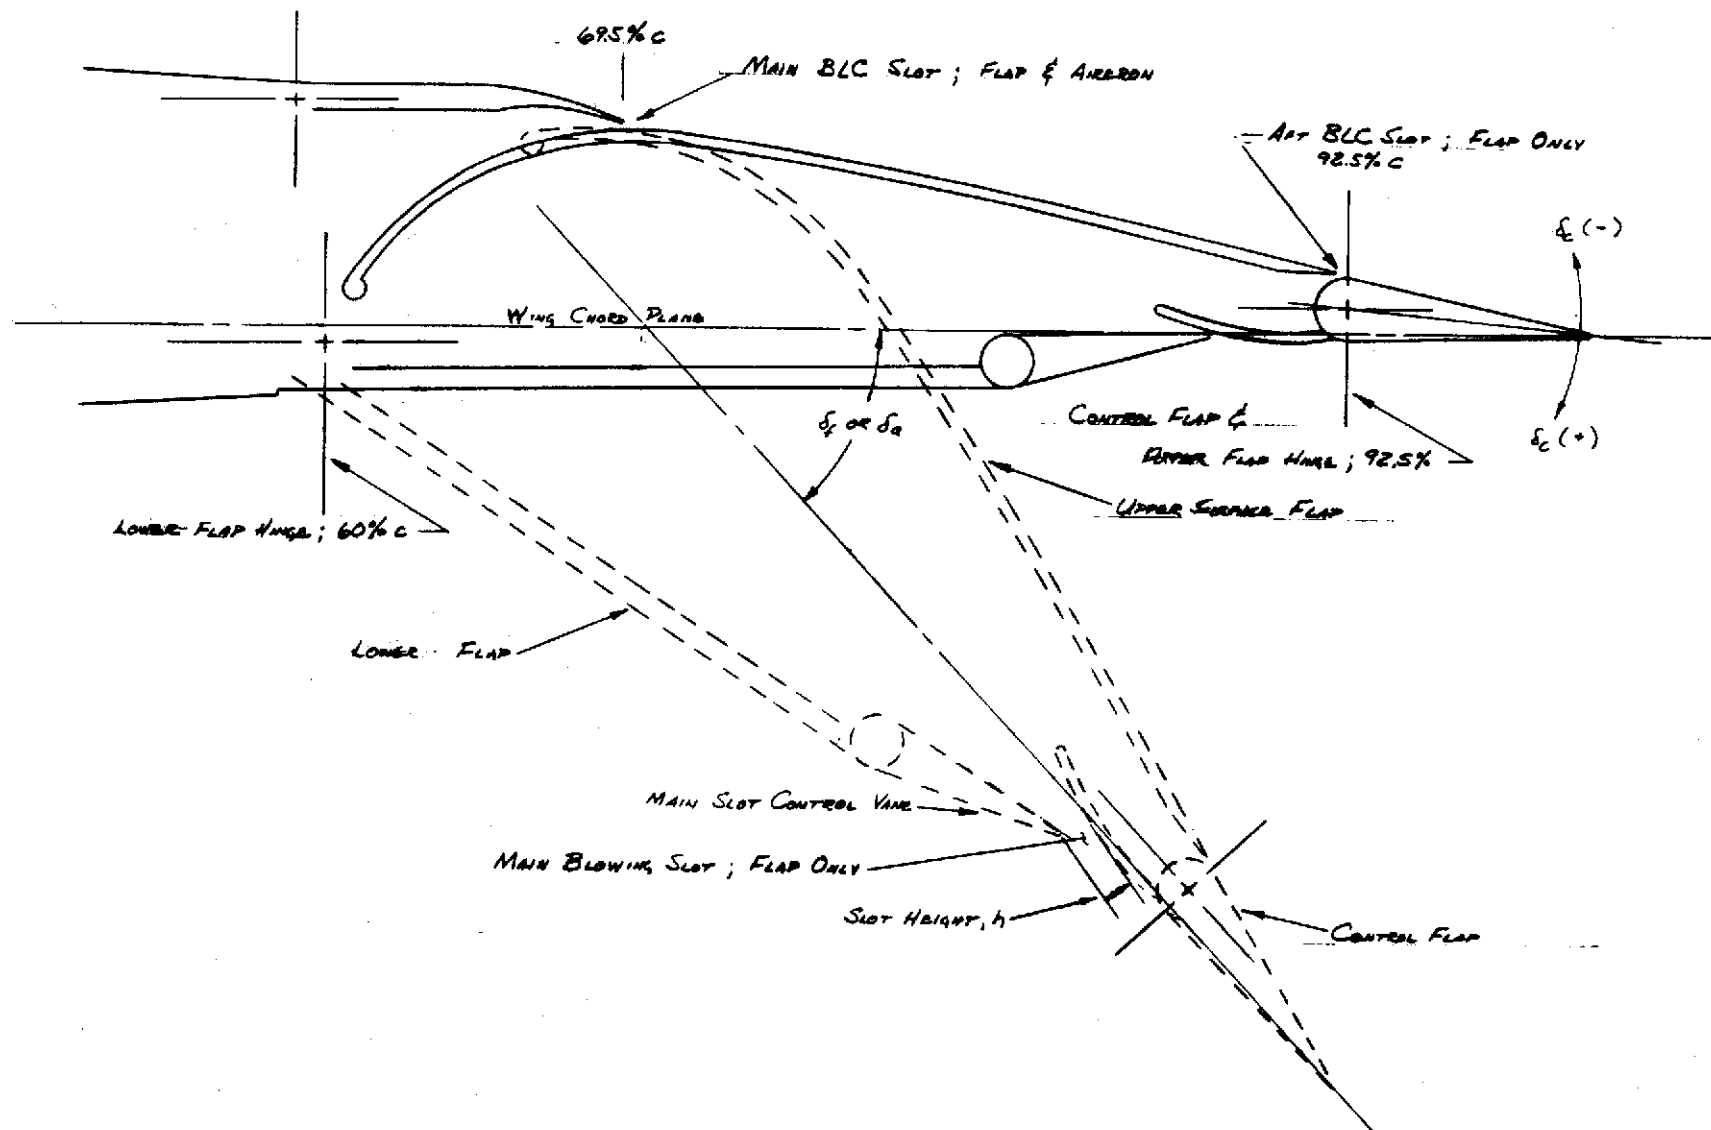 69.5% C
MAIN BLC SLOT ; FLAP & AILERON
AFT BLC SLOT ; FLAP ONLY
92.5% C
δc (-)
WING CHORD PLANE
δf OR δa
CONTROL FLAP &
UPPER FLAP HINGE ; 92.5%
δc (+)
UPPER SURFACE FLAP
LOWER FLAP HINGE ; 60% C
LOWER FLAP
MAIN SLOT CONTROL VANE
MAIN BLOWING SLOT ; FLAP ONLY
SLOT HEIGHT, h
CONTROL FLAP